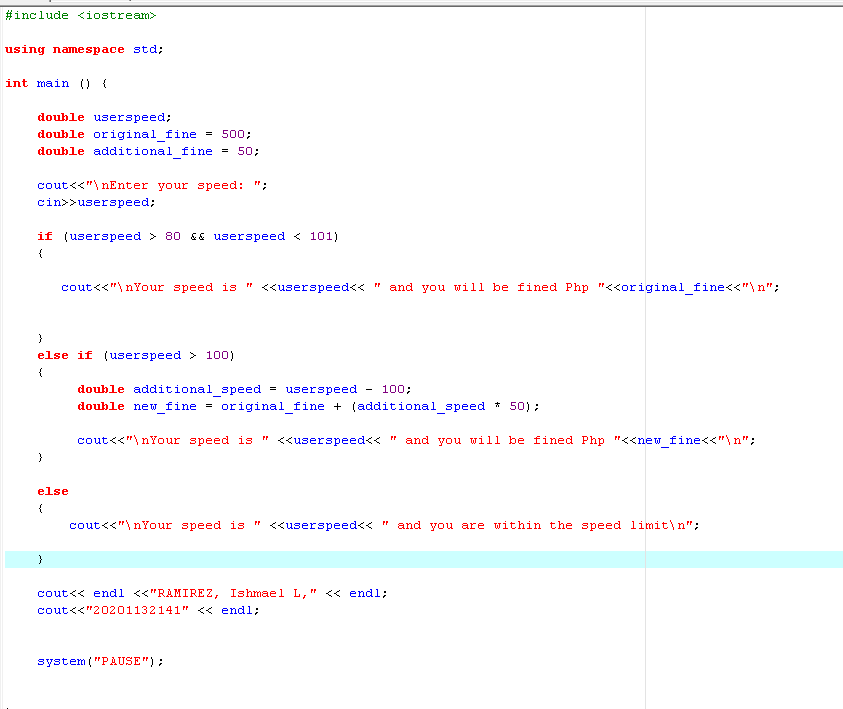 #include <iostream>
using namespace std;
int main () {
double userspeed;
double original_fine = 500;
double additional_fine = 50;
cout<<"\nEnter your speed: ";
cin>>userspeed;
if (userspeed > 80 && userspeed < 101)
{
cout<<"\nYour speed is " <<userspeed<< " and you will be fined Php "<<original_fine<<"\n";
}
else if (userspeed > 100)
{
double additional_speed = userspeed - 100;
double new_fine = original_fine + (additional_speed * 50);
cout<<"\nYour speed is " <<userspeed<< " and you will be fined Php "<<new_fine<<"\n";
}
else
{
cout<<"\nYour speed is " <<userspeed<< " and you are within the speed limit\n";
}
cout<< endl <<"RAMIREZ, Ishmael L," << endl;
cout<<"20201132141" << endl;
system("PAUSE");